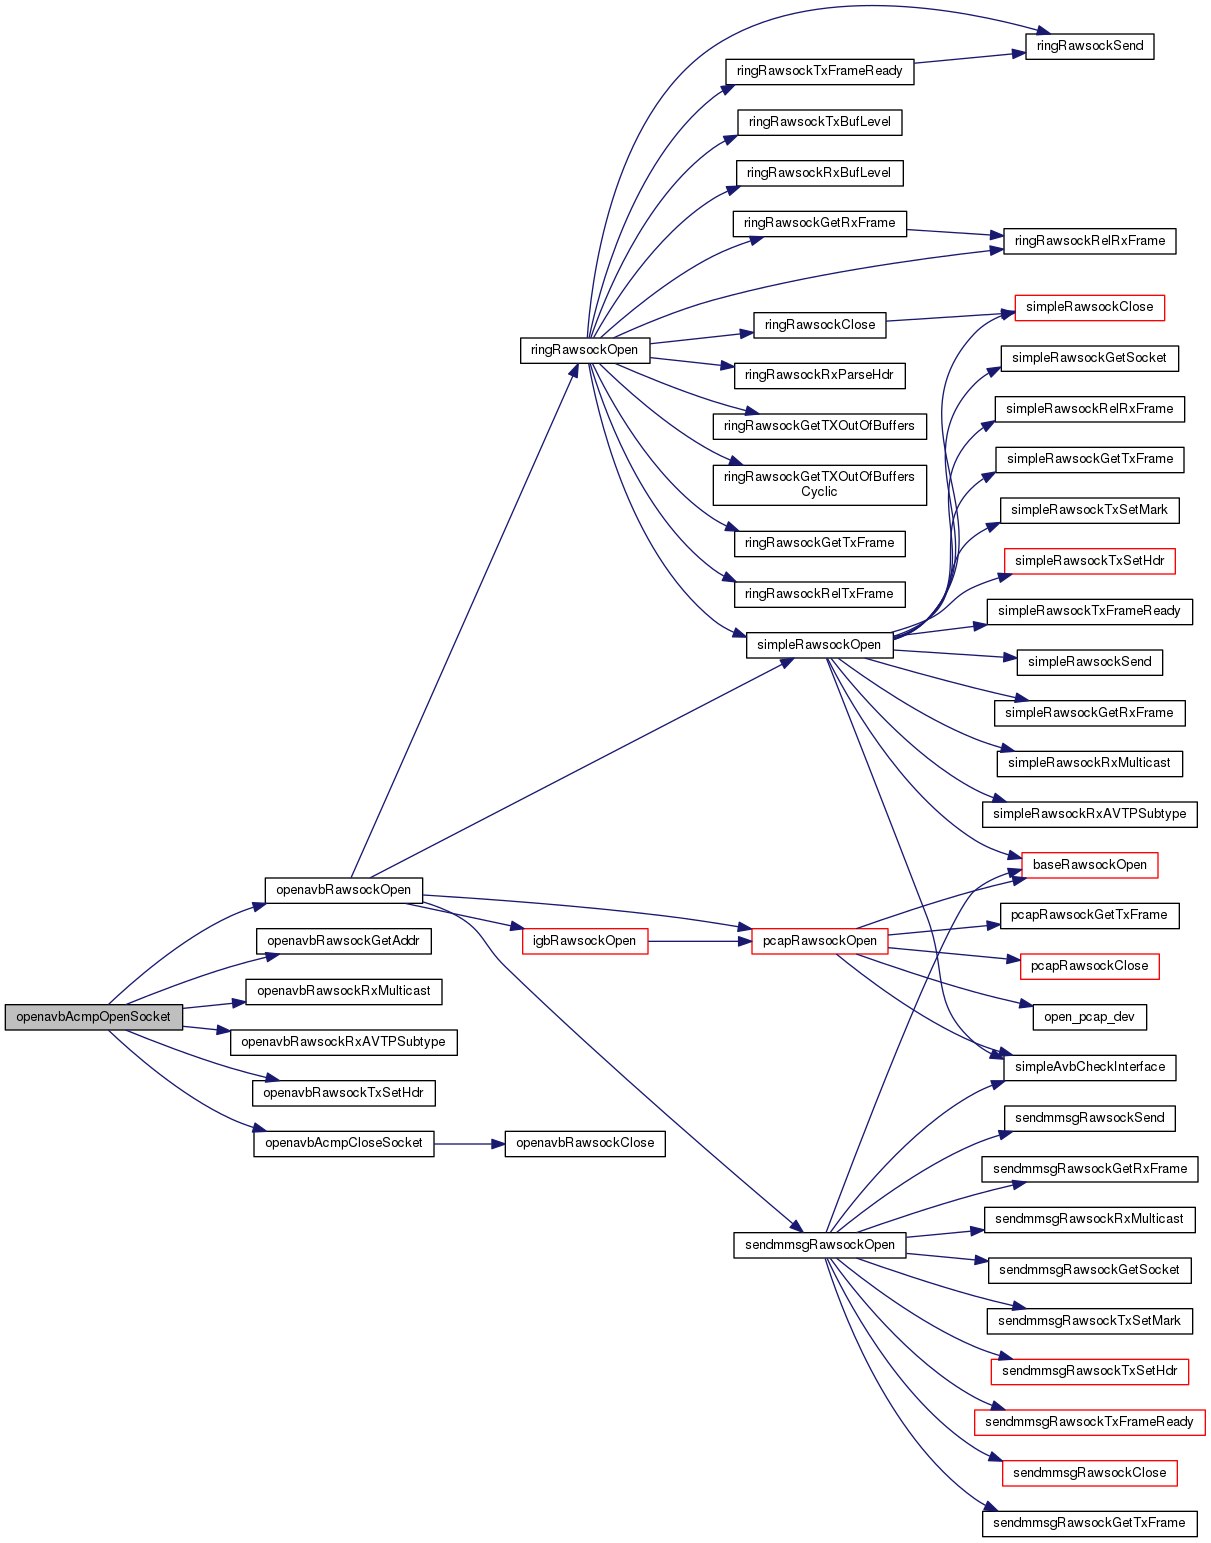 ringRawsockSend
ringRawsockTxFrameReady
ringRawsockTxBufLevel
ringRawsockRxBufLevel
ringRawsockGetRxFrame
ringRawsockRelRxFrame
simpleRawsockClose
ringRawsockClose
ringRawsockOpen
simpleRawsockGetSocket
ringRawsockRxParseHdr
simpleRawsockRelRxFrame
ringRawsockGetTXOutOfBuffers
simpleRawsockGetTxFrame
ringRawsockGetTXOutOfBuffers
Cyclic
simpleRawsockTxSetMark
ringRawsockGetTxFrame
simpleRawsockTxSetHdr
ringRawsockRelTxFrame
simpleRawsockTxFrameReady
simpleRawsockOpen
simpleRawsockSend
simpleRawsockGetRxFrame
simpleRawsockRxMulticast
simpleRawsockRxAVTPSubtype
baseRawsockOpen
openavbRawsockOpen
pcapRawsockGetTxFrame
openavbRawsockGetAddr
igbRawsockOpen
pcapRawsockOpen
pcapRawsockClose
openavbRawsockRxMulticast
openavbAcmpOpenSocket
open_pcap_dev
openavbRawsockRxAVTPSubtype
simpleAvbCheckInterface
openavbRawsockTxSetHdr
sendmmsgRawsockSend
openavbAcmpCloseSocket
openavbRawsockClose
sendmmsgRawsockGetRxFrame
sendmmsgRawsockRxMulticast
sendmmsgRawsockOpen
sendmmsgRawsockGetSocket
sendmmsgRawsockTxSetMark
sendmmsgRawsockTxSetHdr
sendmmsgRawsockTxFrameReady
sendmmsgRawsockClose
sendmmsgRawsockGetTxFrame